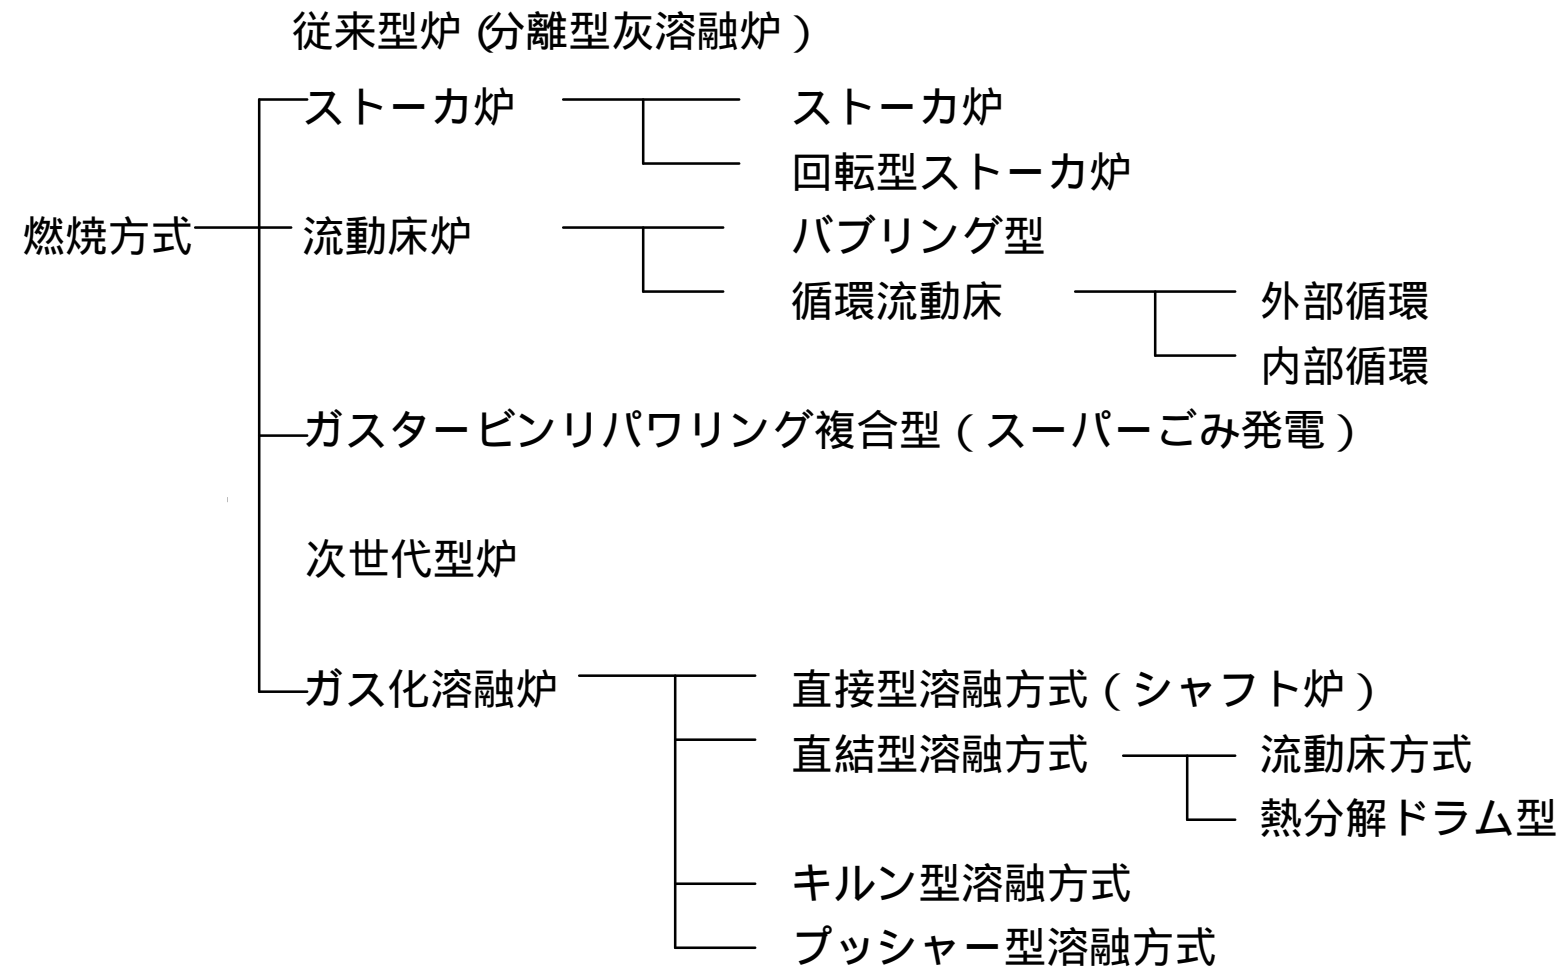 従来型炉(分離型灰溶融炉)
ストーカ炉 ストーカ炉
回転型ストーカ炉
燃焼方式 流動床炉 バブリング型
循環流動床 外部循環
内部循環
ガスタービンリパワリング複合型(スーパーごみ発電)
次世代型炉
ガス化溶融炉 直接型溶融方式(シャフト炉)
直結型溶融方式 流動床方式
熱分解ドラム型
キルン型溶融方式
プッシャー型溶融方式